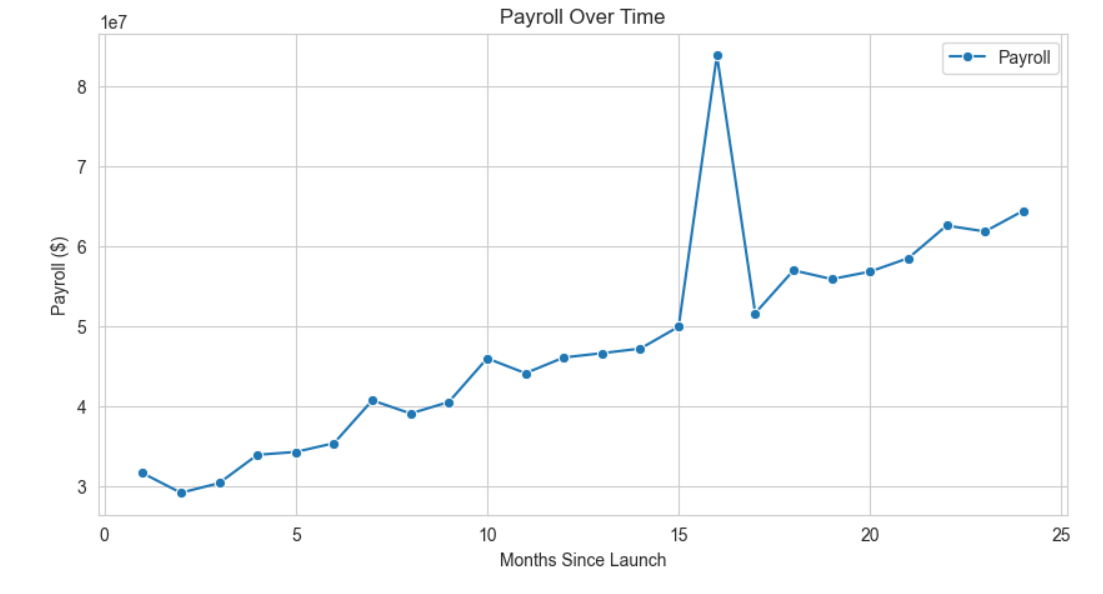 Payroll Over Time
1e7
Payroll
8
7
6
5
4
3
Payroll ($)
0 5 10 15 20 25
Months Since Launch